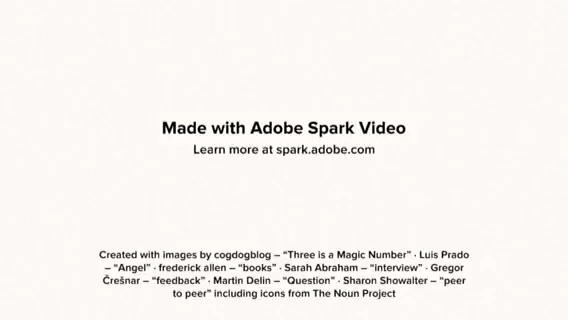 Made with Adobe Spark Video
Learn more at spark.adobe.com
Created with images by cogdogblog – “Three is a Magic Number” · Luis Prado
– “Angel” · frederick allen – “books” · Sarah Abraham – “interview” · Gregor
Črešnar – “feedback” · Martin Delin – “Question” · Sharon Showalter – “peer
to peer” including icons from The Noun Project